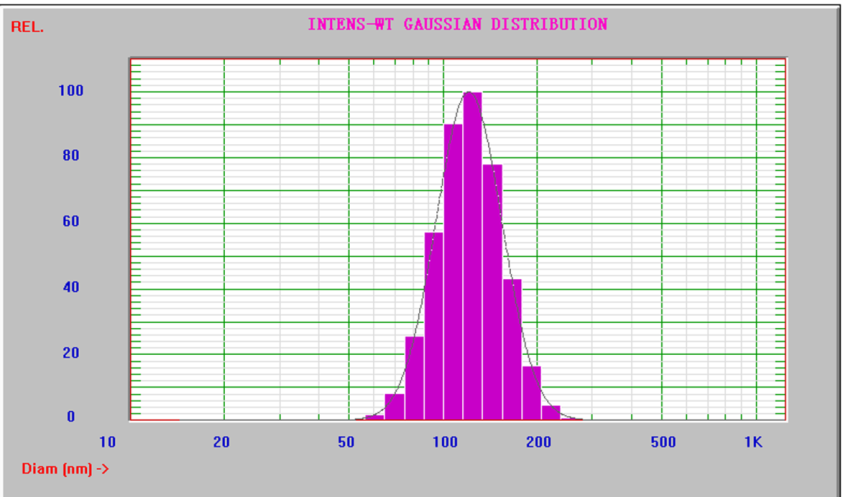 REL.
INTENS-WT GAUSSIAN DISTRIBUTION
100
80
60
40
20
0
10 20 50 100 200 500 1K
Diam (nm) ->